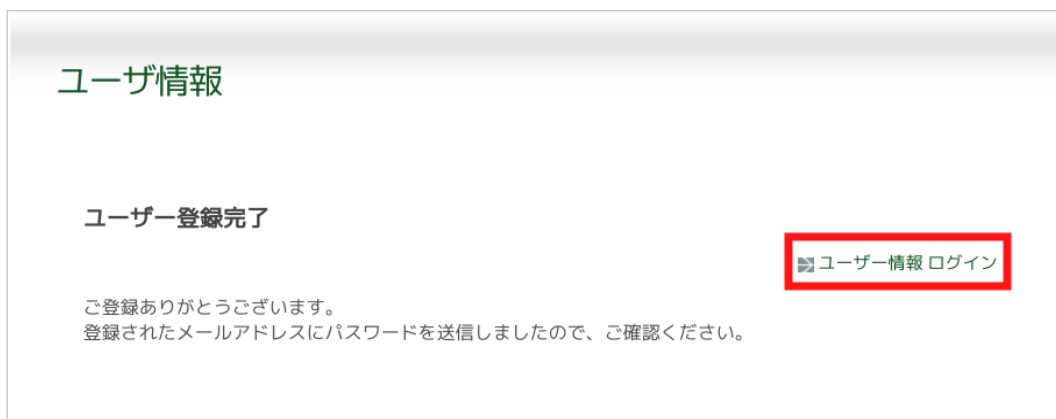 ユーザ情報
ユーザー登録完了
ユーザー情報 ログイン
ご登録ありがとうございます。
登録されたメールアドレスにパスワードを送信しましたので、ご確認ください。